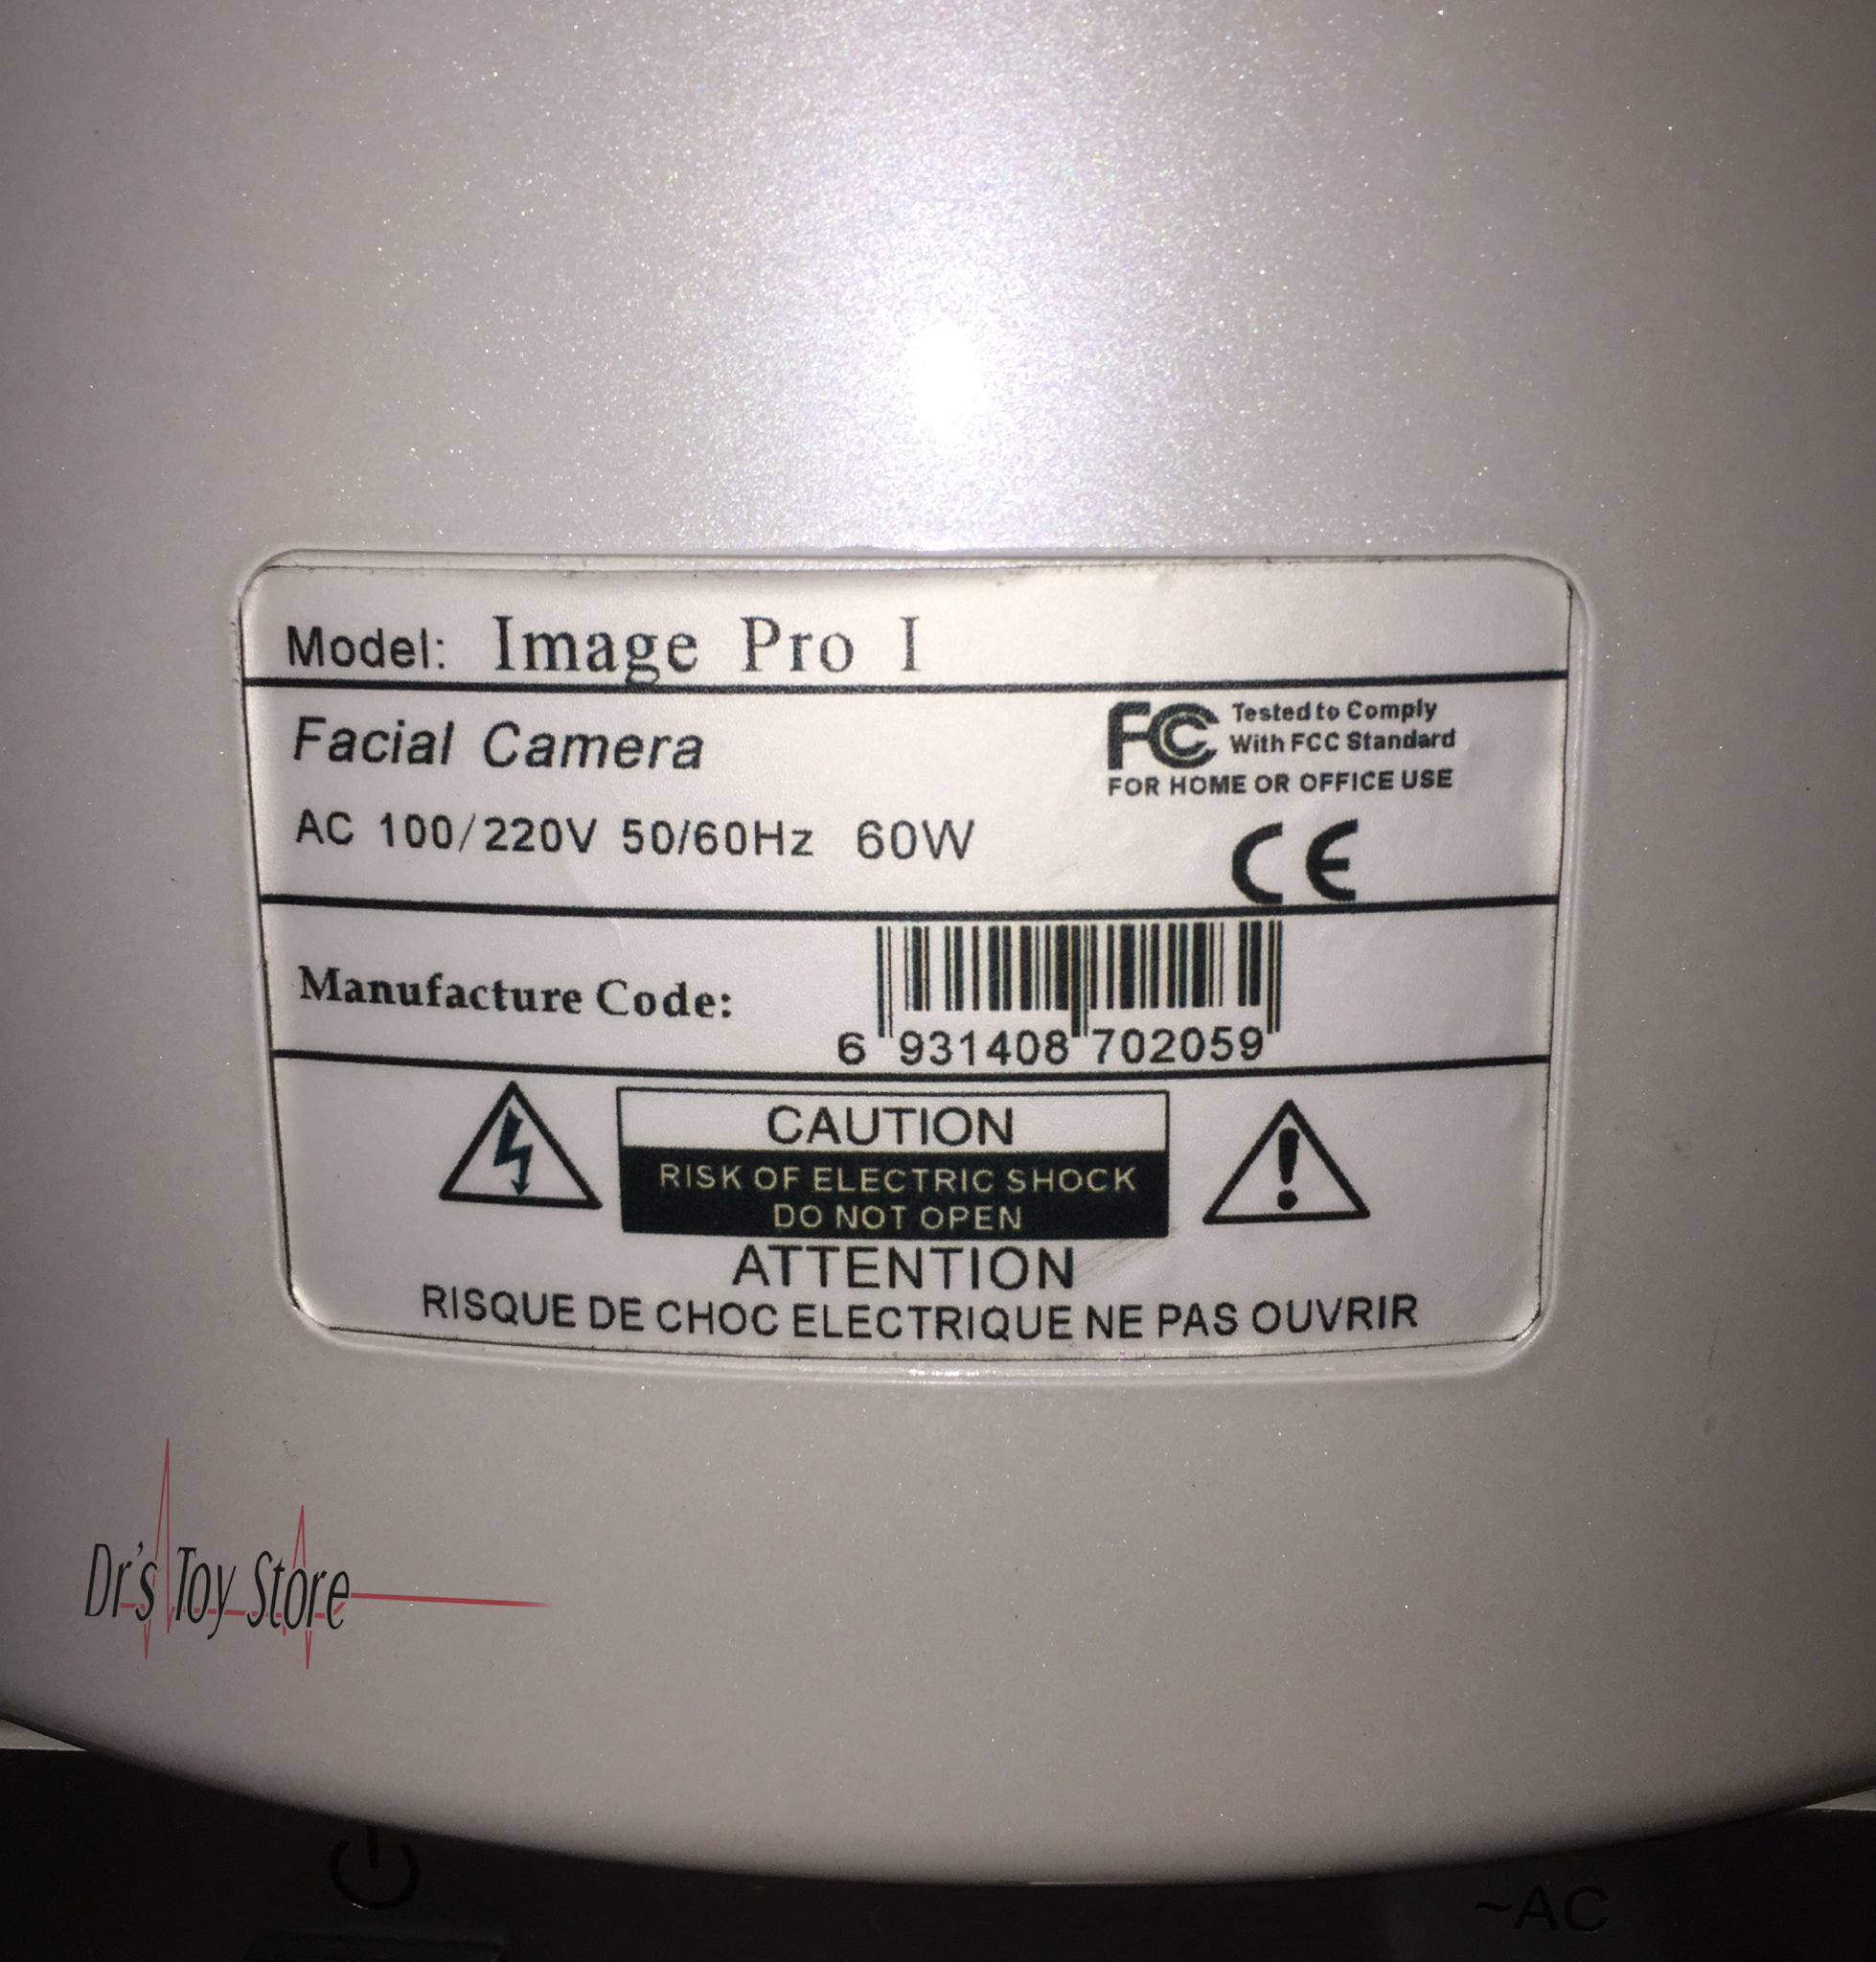 Model: Image Pro I
Facial Camera
FC Tested to Comply
With FCC Standard
FOR HOME OR OFFICE USE
AC 100/220V 50/60Hz 60W
CE
Manufacture Code:
6 931408 702059
CAUTION
RISK OF ELECTRIC SHOCK
DO NOT OPEN
ATTENTION
RISQUE DE CHOC ELECTRIQUE NE PAS OUVRIR
Dr's Toy Store
~AC